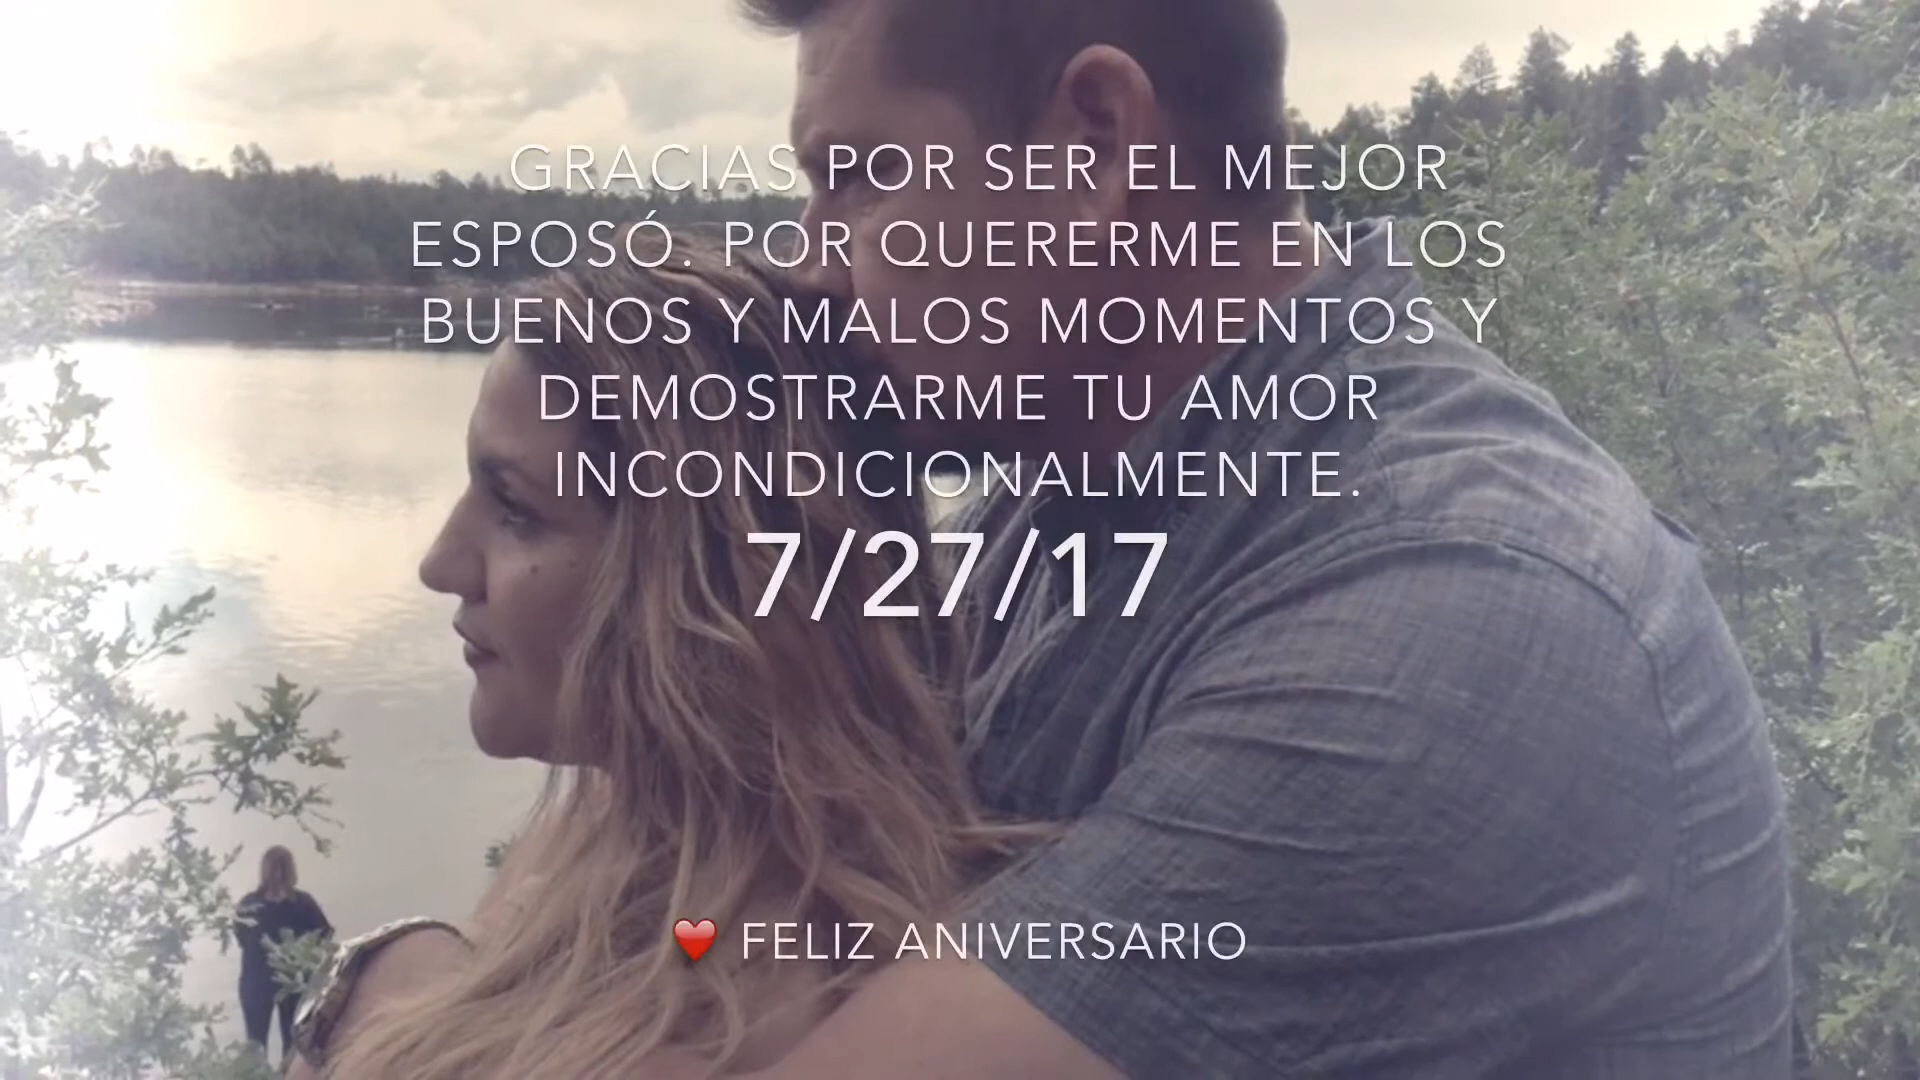 GRACIAS POR SER EL MEJOR
ESPOSÓ. POR QUERERME EN LOS
BUENOS Y MALOS MOMENTOS Y
DEMOSTRARME TU AMOR
INCONDICIONALMENTE.
7/27/17
❤️ FELIZ ANIVERSARIO